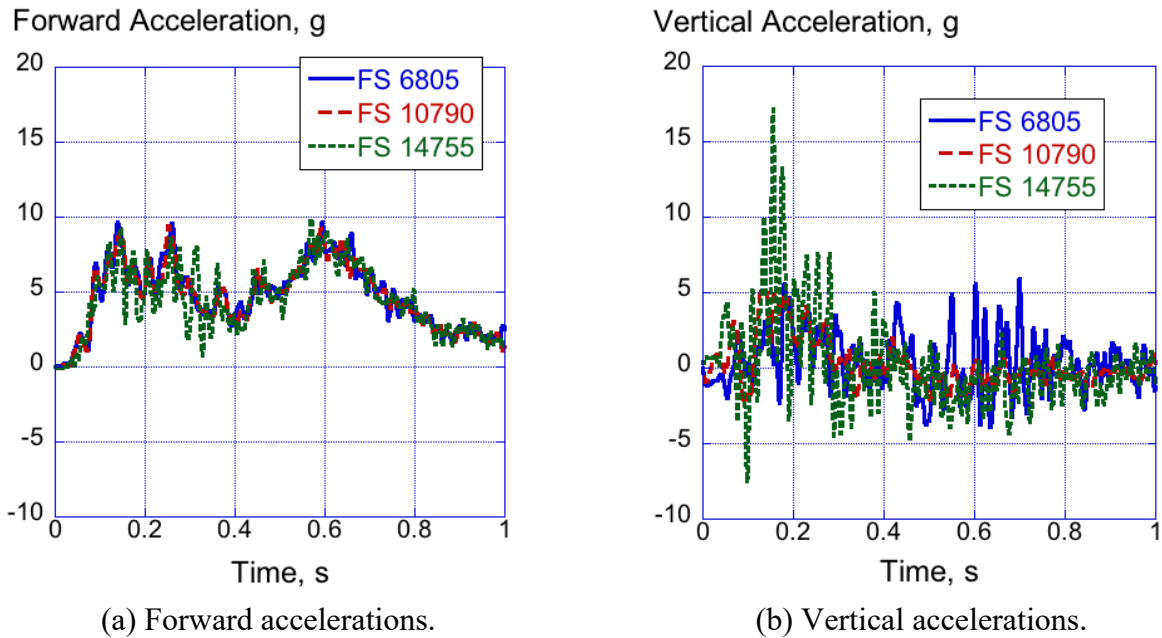 Forward Acceleration, g
20
15
10
5
0
-5
-10
0
0.2
0.4
0.6
0.8
1
Time, s
FS 6805
FS 10790
FS 14755
(a) Forward accelerations.
Vertical Acceleration, g
20
15
10
5
0
-5
-10
0
0.2
0.4
0.6
0.8
1
Time, s
FS 6805
FS 10790
FS 14755
(b) Vertical accelerations.